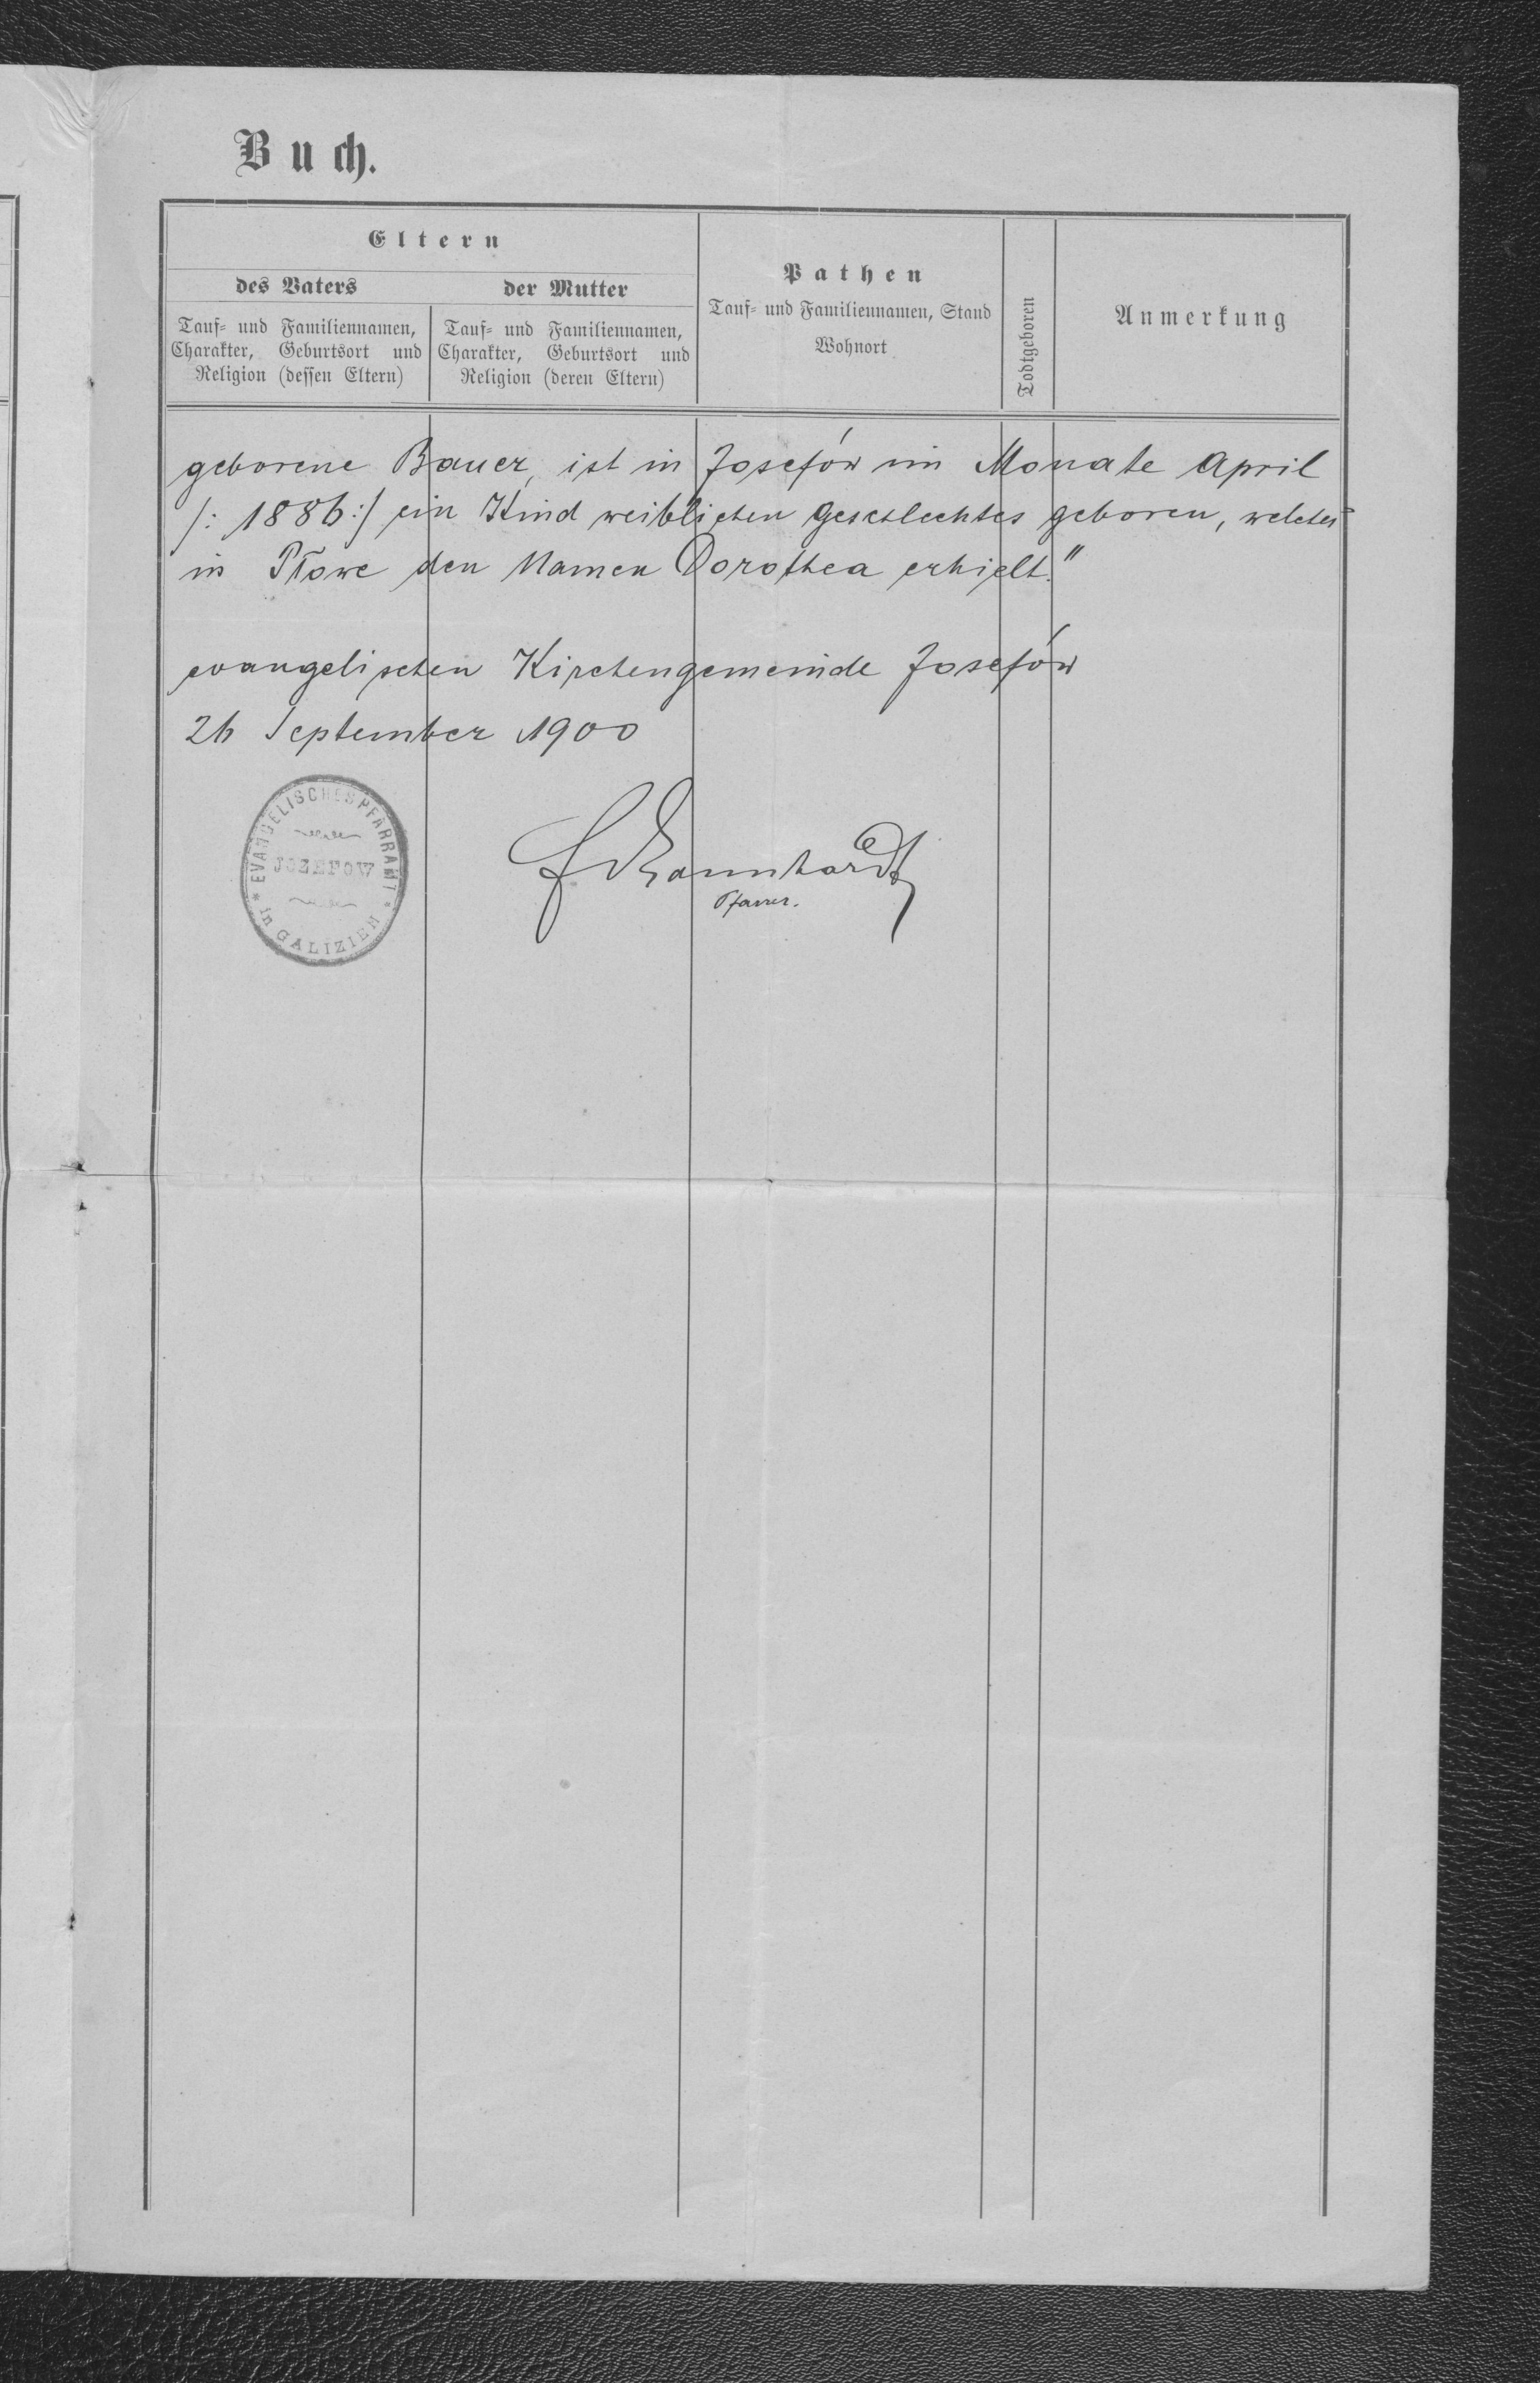 Buch.
Eltern
des Vaters
der Mutter
Tauf- und Familiennamen,
Charakter, Geburtsort und
Religion (dessen Eltern)
Tauf- und Familiennamen,
Charakter, Geburtsort und
Religion (deren Eltern)
Pathen
Tauf- und Familiennamen, Stand
Wohnort
Todtgeboren
Anmerkung
geborene Bauer, ist in Josefów im Monate April
/: 1886 :/ ein Kind weiblichen Geschlechtes geboren, welches
in Płowe den Namen Dorothea erhielt."
evangelischen Kirchengemeinde Josefów
26 September 1900
EVANGELISCHES PFARRAMT
JOZEFOW
in GALIZIEN
Pfarrer.